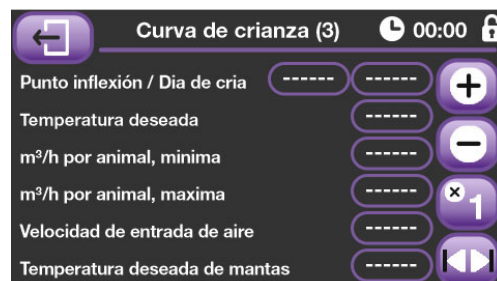 Curva de crianza (3) 00:00
Punto inflexión / Dia de cria ------ ------
Temperatura deseada ------
m³/h por animal, minima ------
m³/h por animal, maxima ------
Velocidad de entrada de aire ------
Temperatura deseada de mantas ------
+
−
×1